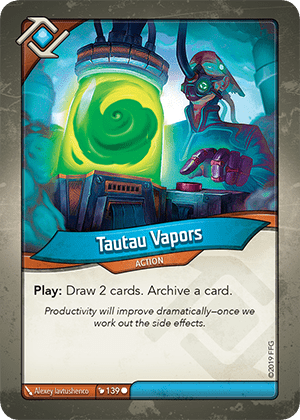 Tautau Vapors
ACTION
Play: Draw 2 cards. Archive a card.
Productivity will improve dramatically—once we
work out the side effects.
Alexey Iavtushenco
139
©2019 FFG